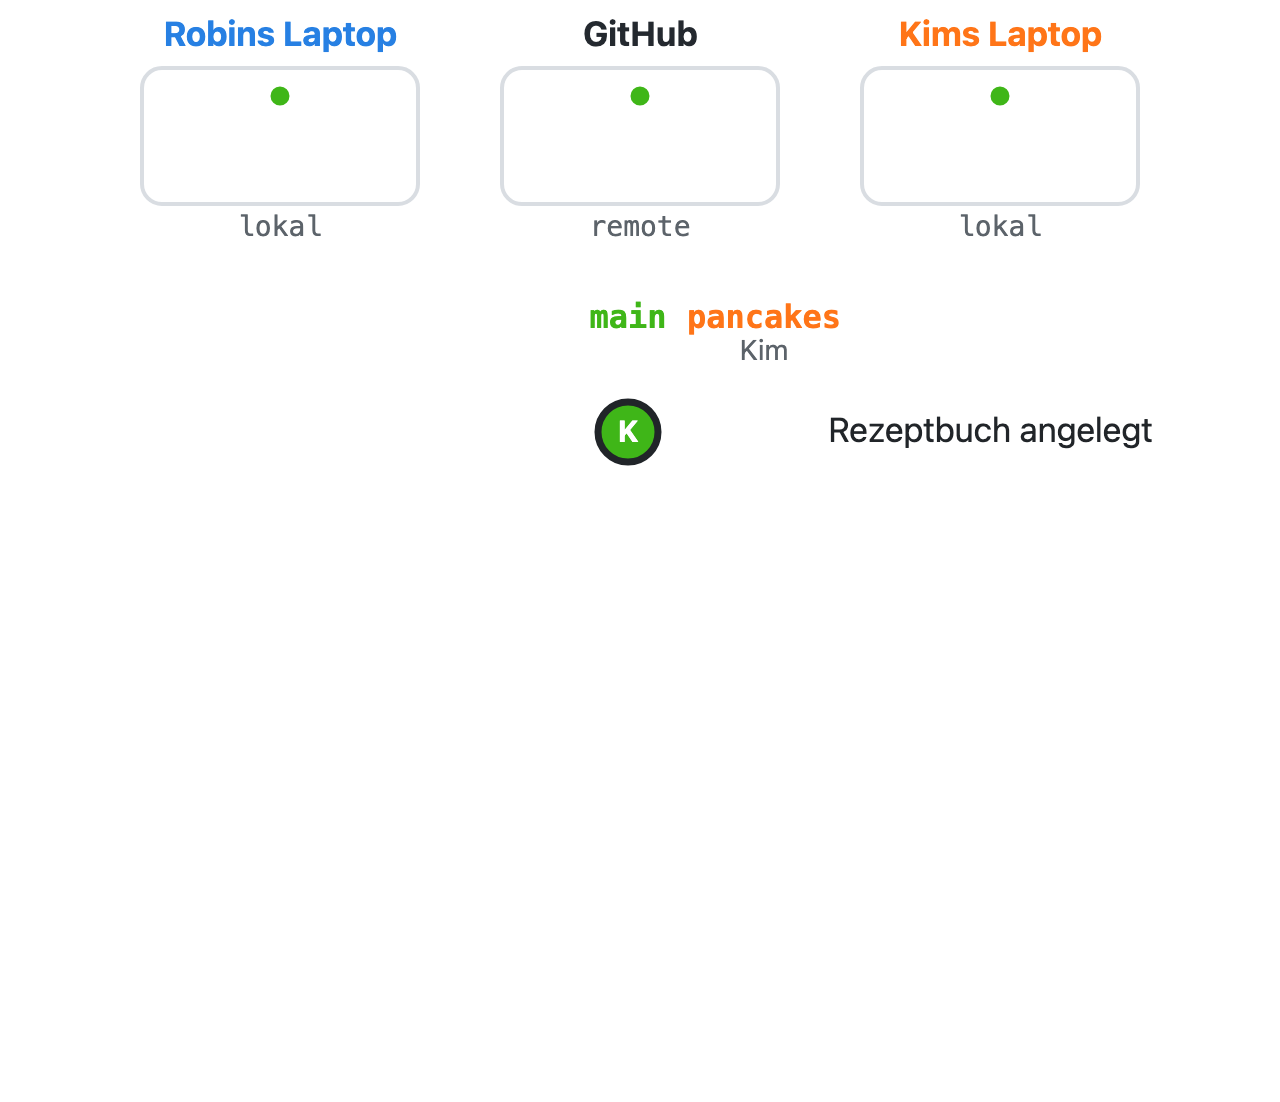 Robins Laptop
GitHub
Kims Laptop
lokal
remote
lokal
main pancakes
Kim
K
Rezeptbuch angelegt